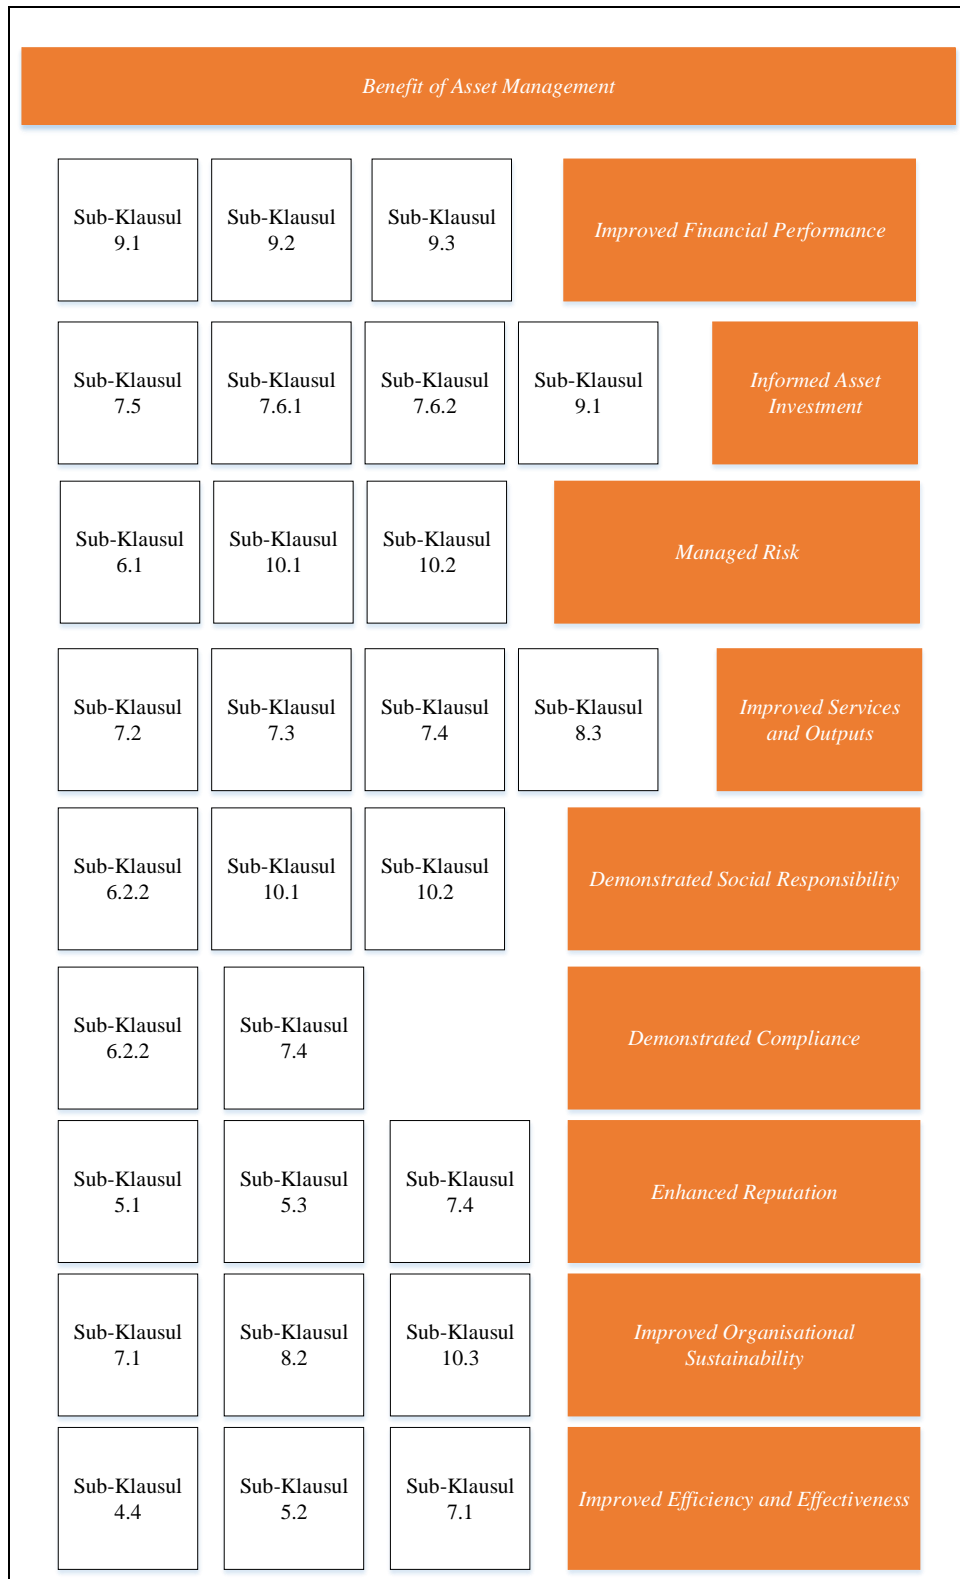 Benefit of Asset Management
Sub-Klausul
9.1
Sub-Klausul
9.2
Sub-Klausul
9.3
Improved Financial Performance
Sub-Klausul
7.5
Sub-Klausul
7.6.1
Sub-Klausul
7.6.2
Sub-Klausul
9.1
Informed Asset
Investment
Sub-Klausul
6.1
Sub-Klausul
10.1
Sub-Klausul
10.2
Managed Risk
Sub-Klausul
7.2
Sub-Klausul
7.3
Sub-Klausul
7.4
Sub-Klausul
8.3
Improved Services
and Outputs
Sub-Klausul
6.2.2
Sub-Klausul
10.1
Sub-Klausul
10.2
Demonstrated Social Responsibility
Sub-Klausul
6.2.2
Sub-Klausul
7.4
Demonstrated Compliance
Sub-Klausul
5.1
Sub-Klausul
5.3
Sub-Klausul
7.4
Enhanced Reputation
Sub-Klausul
7.1
Sub-Klausul
8.2
Sub-Klausul
10.3
Improved Organisational
Sustainability
Sub-Klausul
4.4
Sub-Klausul
5.2
Sub-Klausul
7.1
Improved Efficiency and Effectiveness